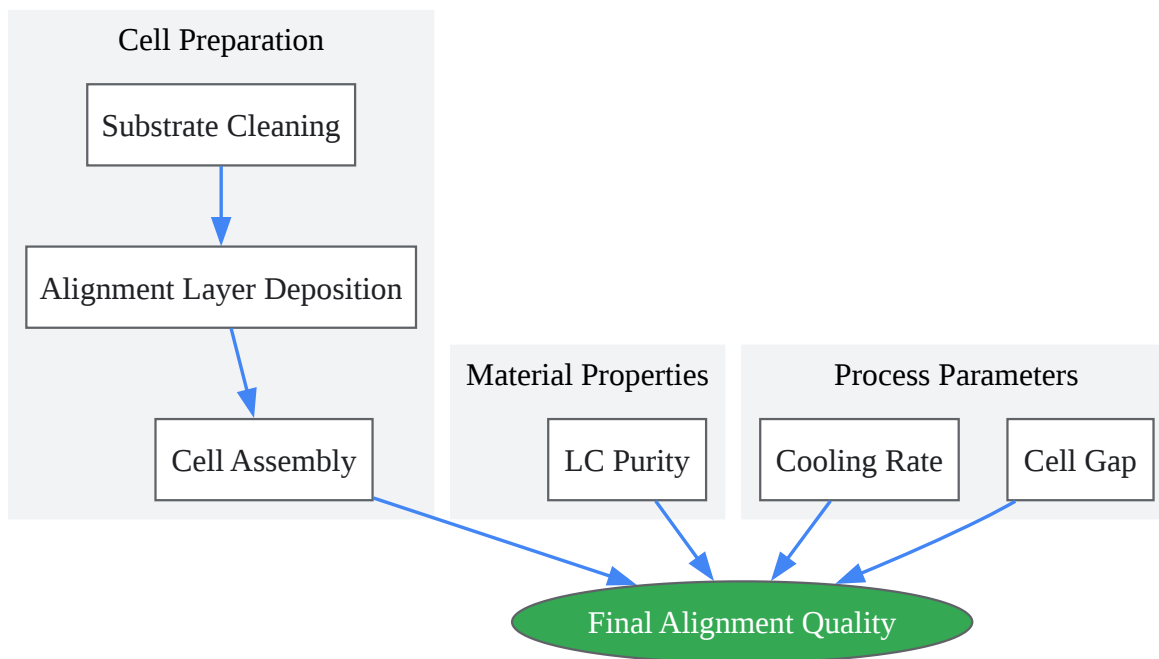 Cell Preparation
Substrate Cleaning
Alignment Layer Deposition
Cell Assembly
Material Properties
LC Purity
Process Parameters
Cooling Rate
Cell Gap
Final Alignment Quality